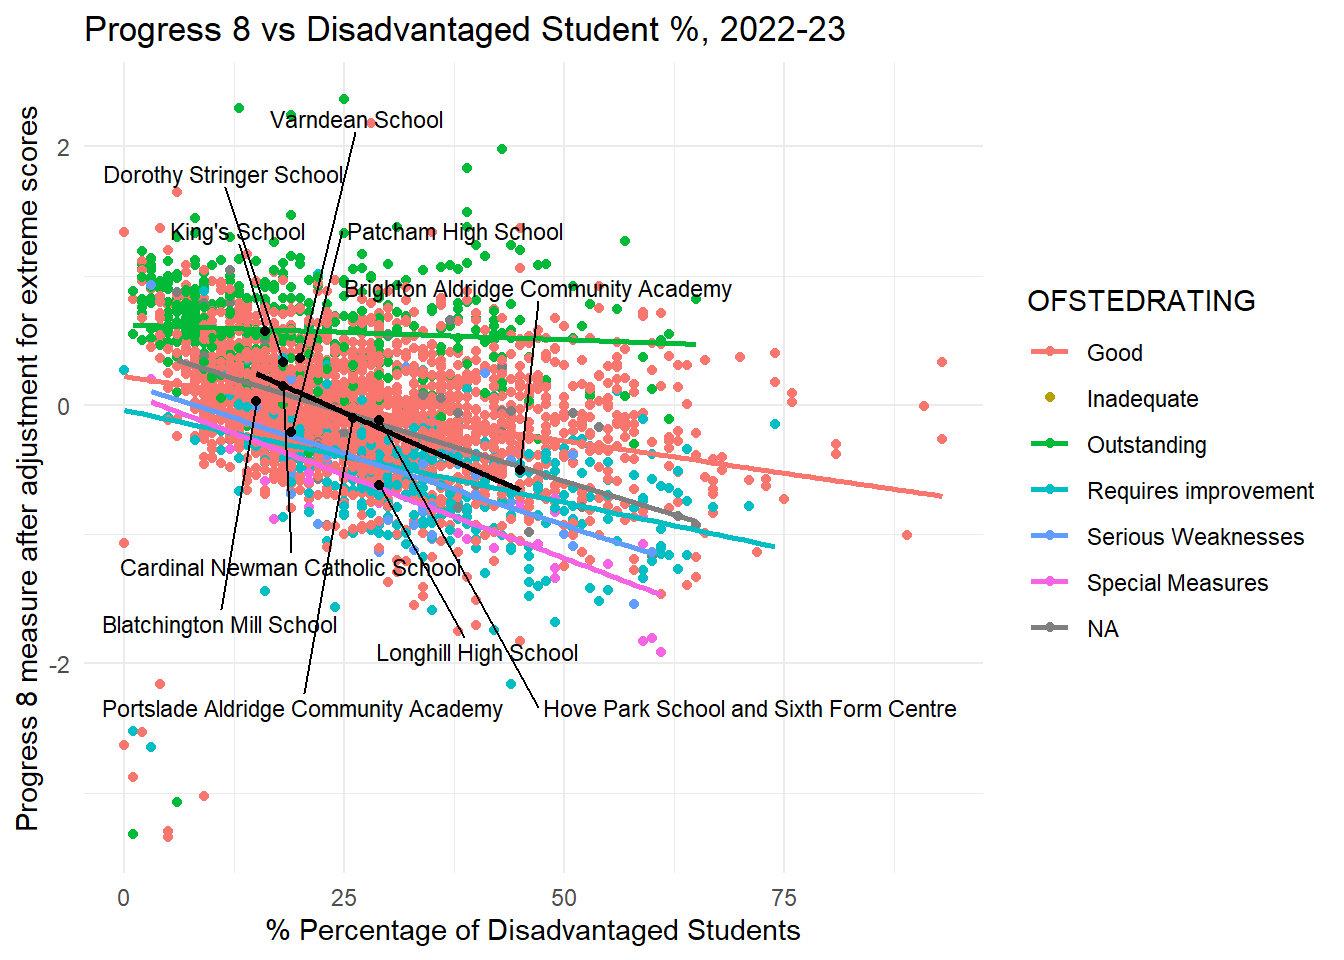 Progress 8 vs Disadvantaged Student %, 2022-23
Progress 8 measure after adjustment for extreme scores
2
0
-2
Varndean School
Dorothy Stringer School
King's School
Patcham High School
Brighton Aldridge Community Academy
Cardinal Newman Catholic School
Blatchington Mill School
Longhill High School
Portslade Aldridge Community Academy
Hove Park School and Sixth Form Centre
0
25
50
75
% Percentage of Disadvantaged Students
OFSTEDRATING
Good
Inadequate
Outstanding
Requires improvement
Serious Weaknesses
Special Measures
NA